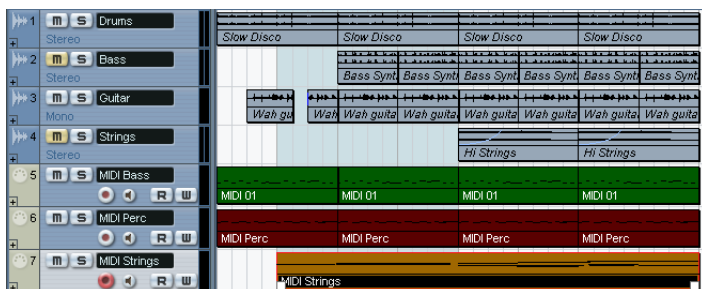 1 m S Drums Slow Disco Slow Disco Slow Disco Slow Disco
Stereo
2 m S Bass
Stereo Bass Synt Bass Synt Bass Synt Bass Synt Bass Synt Bass Synt
3 m S Guitar
Mono Wah gu Wah Wah guita Wah guita Wah guita Wah guita Wah guita Wah guita
4 m S Strings
Stereo Hi Strings Hi Strings
5 m S MIDI Bass
R W MIDI 01 MIDI 01 MIDI 01 MIDI 01
6 m S MIDI Perc
R W MIDI Perc MIDI Perc MIDI Perc MIDI Perc
7 m S MIDI Strings
R W MIDI Strings